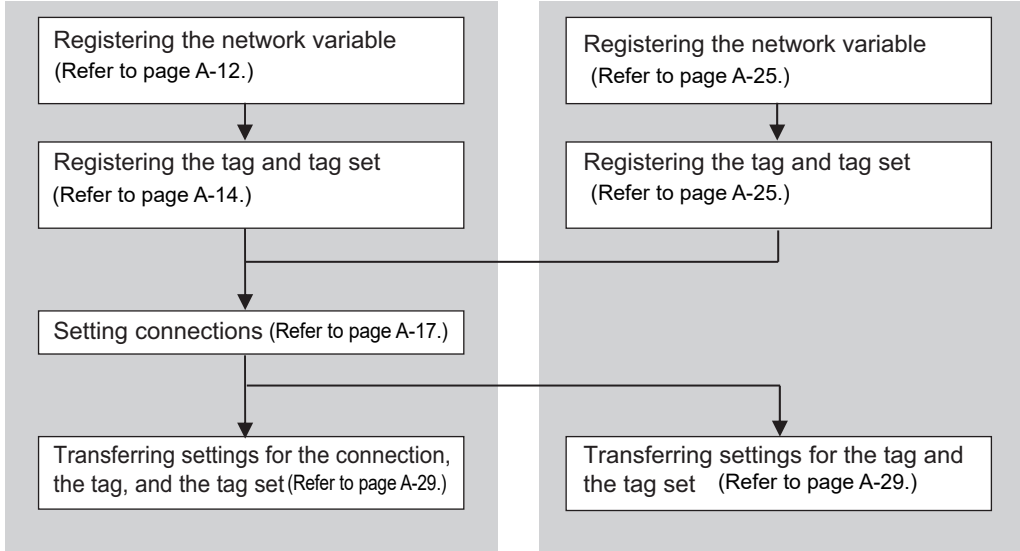 Registering the network variable
(Refer to page A-12.)
Registering the tag and tag set
(Refer to page A-14.)
Setting connections (Refer to page A-17.)
Transferring settings for the connection,
the tag, and the tag set (Refer to page A-29.)
Registering the network variable
(Refer to page A-25.)
Registering the tag and tag set
(Refer to page A-25.)
Transferring settings for the tag and
the tag set (Refer to page A-29.)